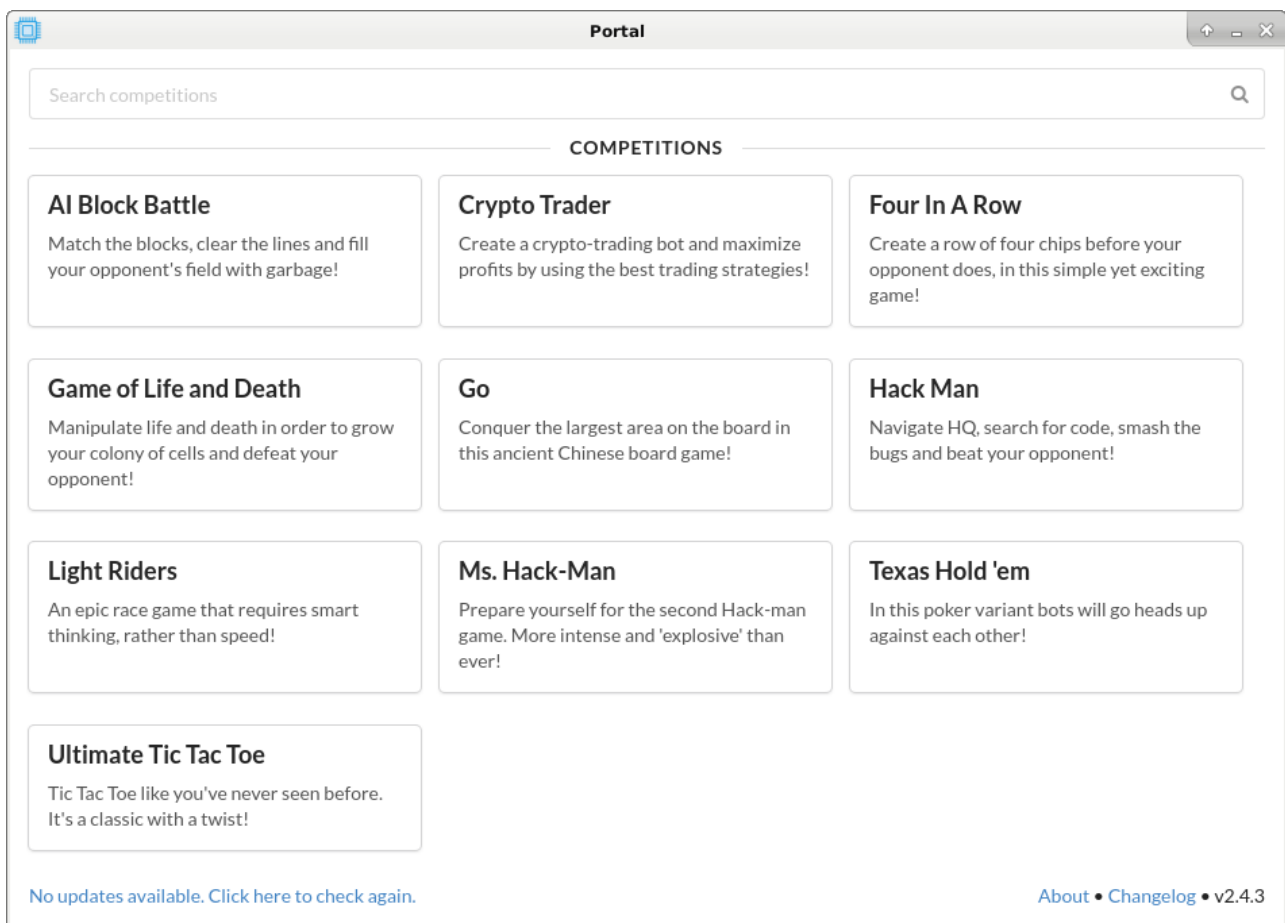 Portal
Search competitions
COMPETITIONS
AI Block Battle
Match the blocks, clear the lines and fill
your opponent's field with garbage!
Crypto Trader
Create a crypto-trading bot and maximize
profits by using the best trading strategies!
Four In A Row
Create a row of four chips before your
opponent does, in this simple yet exciting
game!
Game of Life and Death
Manipulate life and death in order to grow
your colony of cells and defeat your
opponent!
Go
Conquer the largest area on the board in
this ancient Chinese board game!
Hack Man
Navigate HQ, search for code, smash the
bugs and beat your opponent!
Light Riders
An epic race game that requires smart
thinking, rather than speed!
Ms. Hack-Man
Prepare yourself for the second Hack-man
game. More intense and 'explosive' than
ever!
Texas Hold 'em
In this poker variant bots will go heads up
against each other!
Ultimate Tic Tac Toe
Tic Tac Toe like you've never seen before.
It's a classic with a twist!
No updates available. Click here to check again.
About • Changelog • v2.4.3